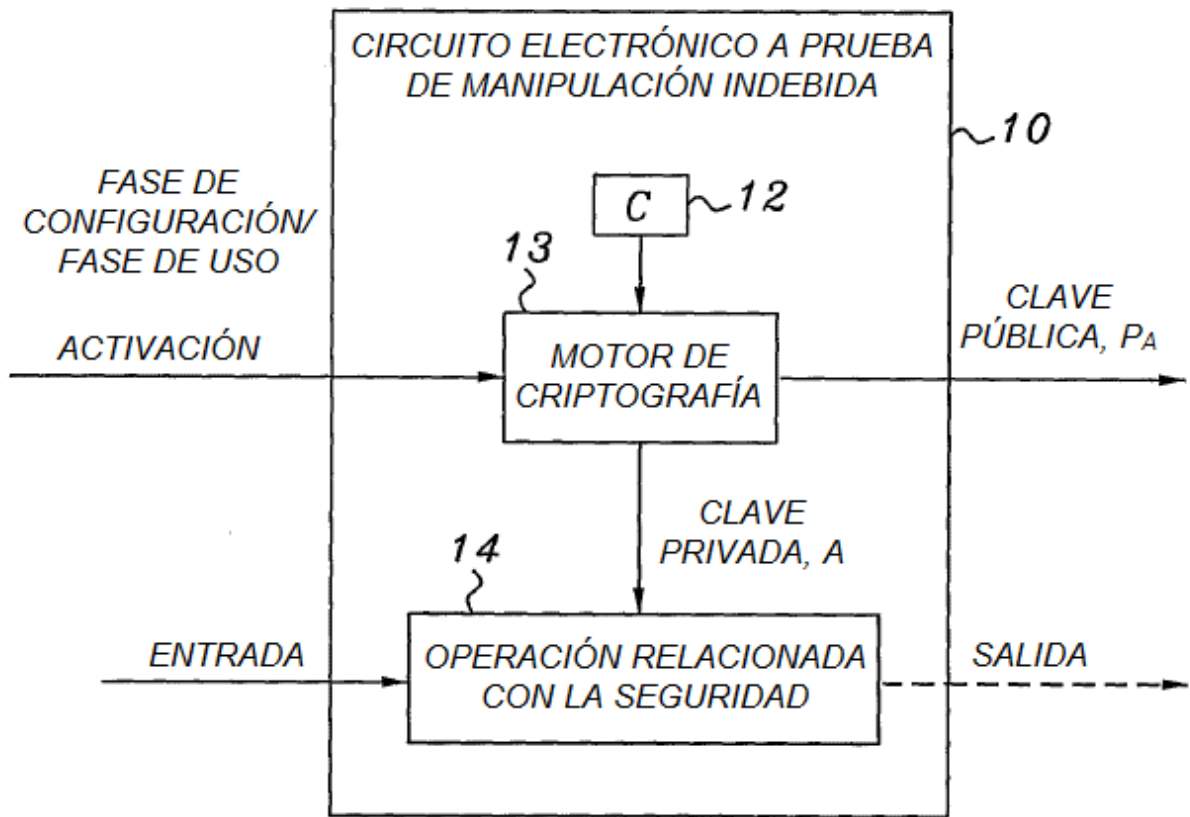 CIRCUITO ELECTRÓNICO A PRUEBA
DE MANIPULACIÓN INDEBIDA
10
FASE DE
CONFIGURACIÓN/
FASE DE USO
C
12
13
ACTIVACIÓN
MOTOR DE
CRIPTOGRAFÍA
CLAVE
PÚBLICA, PA
CLAVE
PRIVADA, A
14
ENTRADA
OPERACIÓN RELACIONADA
CON LA SEGURIDAD
SALIDA